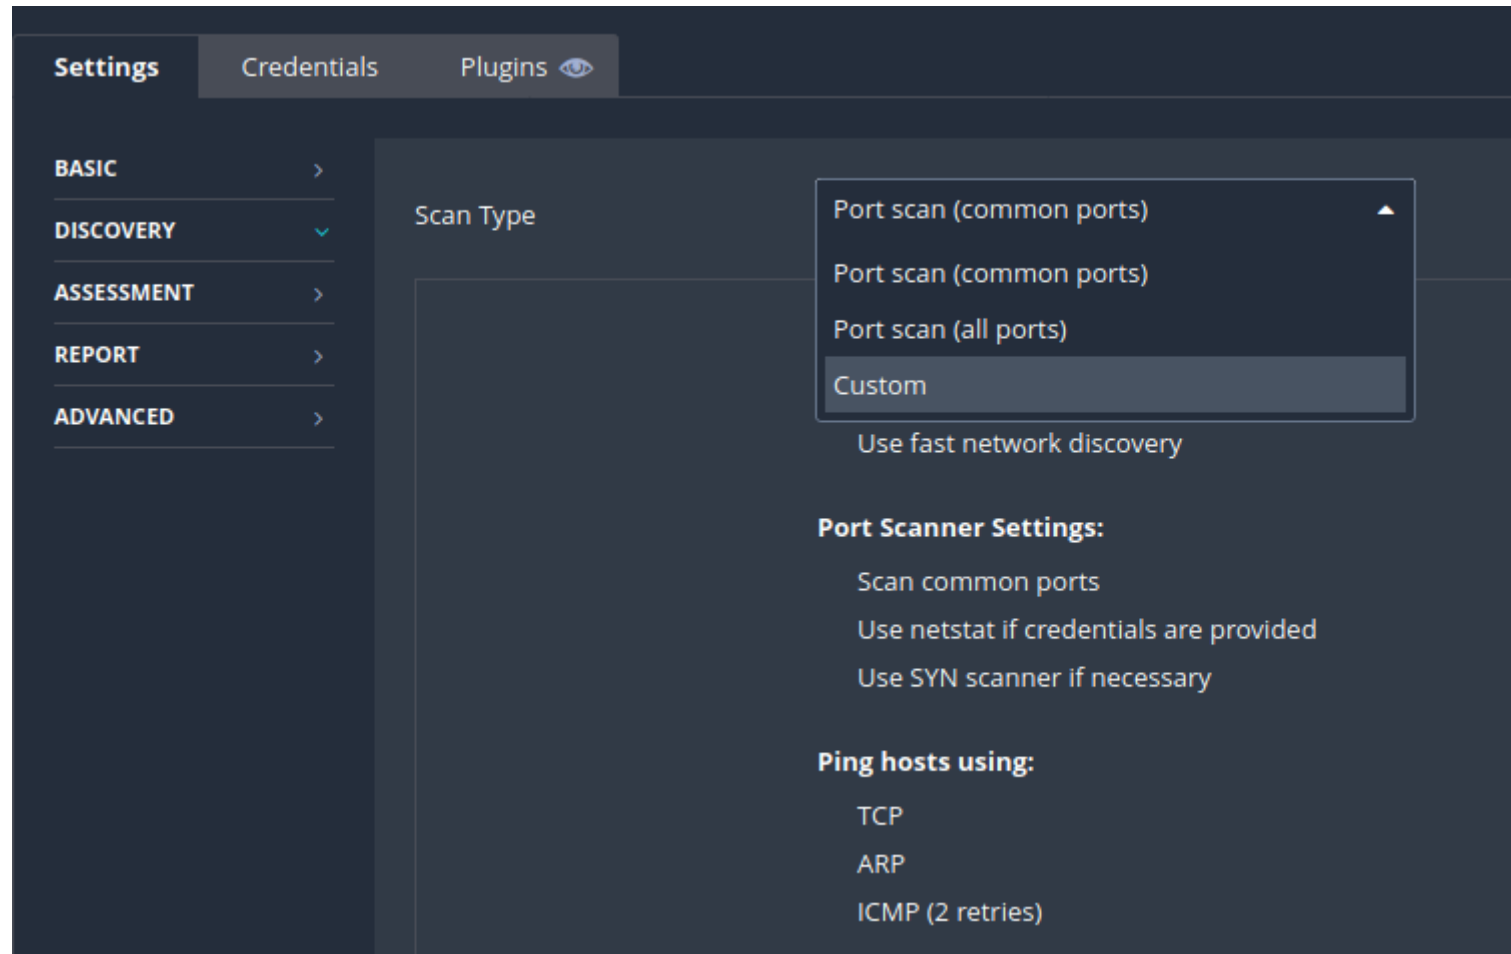 Settings Credentials Plugins
BASIC
DISCOVERY
ASSESSMENT
REPORT
ADVANCED
Scan Type
Port scan (common ports)
Port scan (common ports)
Port scan (all ports)
Custom
Use fast network discovery
Port Scanner Settings:
Scan common ports
Use netstat if credentials are provided
Use SYN scanner if necessary
Ping hosts using:
TCP
ARP
ICMP (2 retries)